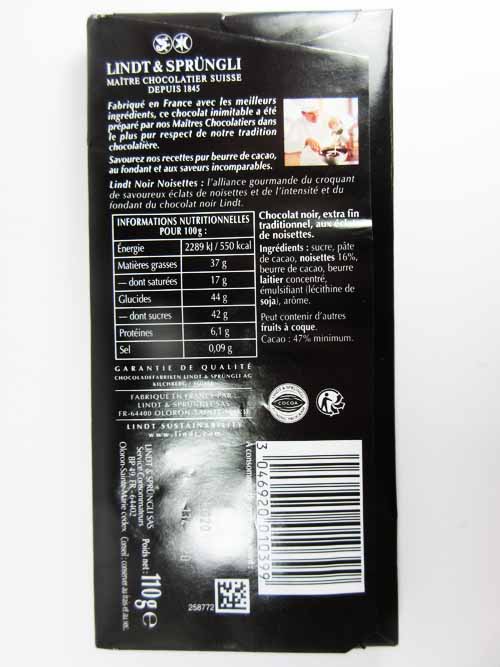 LINDT & SPRÜNGLI
MAÎTRE CHOCOLATIER SUISSE
DEPUIS 1845
Fabriqué en France avec les meilleurs
ingrédients, ce chocolat inimitable a été
préparé par nos Maîtres Chocolatiers dans
le plus pur respect de notre tradition
chocolatière.
Savourez nos recettes pur beurre de cacao,
au fondant et aux saveurs incomparables.
Lindt Noir Noisettes : l'alliance gourmande du croquant
de savoureux éclats de noisettes et de l'intensité et du
fondant du chocolat noir Lindt.
INFORMATIONS NUTRITIONNELLES
POUR 100g :
Énergie 2289 kJ / 550 kcal
Matières grasses 37 g
— dont saturées 17 g
Glucides 44 g
— dont sucres 42 g
Protéines 6,1 g
Sel 0,09 g
Chocolat noir, extra fin
traditionnel, aux éclats
de noisettes.
Ingrédients : sucre, pâte
de cacao, noisettes 16%,
beurre de cacao, beurre
laitier concentré,
émulsifiant (lécithine de
soja), arôme.
Peut contenir d'autres
fruits à coque.
Cacao : 47% minimum.
GARANTIE DE QUALITÉ
CHOCOLADEFABRIKEN LINDT & SPRÜNGLI AG
KILCHBERG / SUISSE
FABRIQUÉ EN FRANCE PAR :
LINDT & SPRÜNGLI SAS
FR-64400 OLORON-SAINTE-MARIE
LINDT SUSTAINABILITY
www.lindt.com
COCOA
LINDT & SPRÜNGLI SAS
Service Consommateurs
BP 49, FR - 64402
Oloron-Sainte-Marie cedex
Poids net : 110g e
A consomm
3 046920 010399
258772